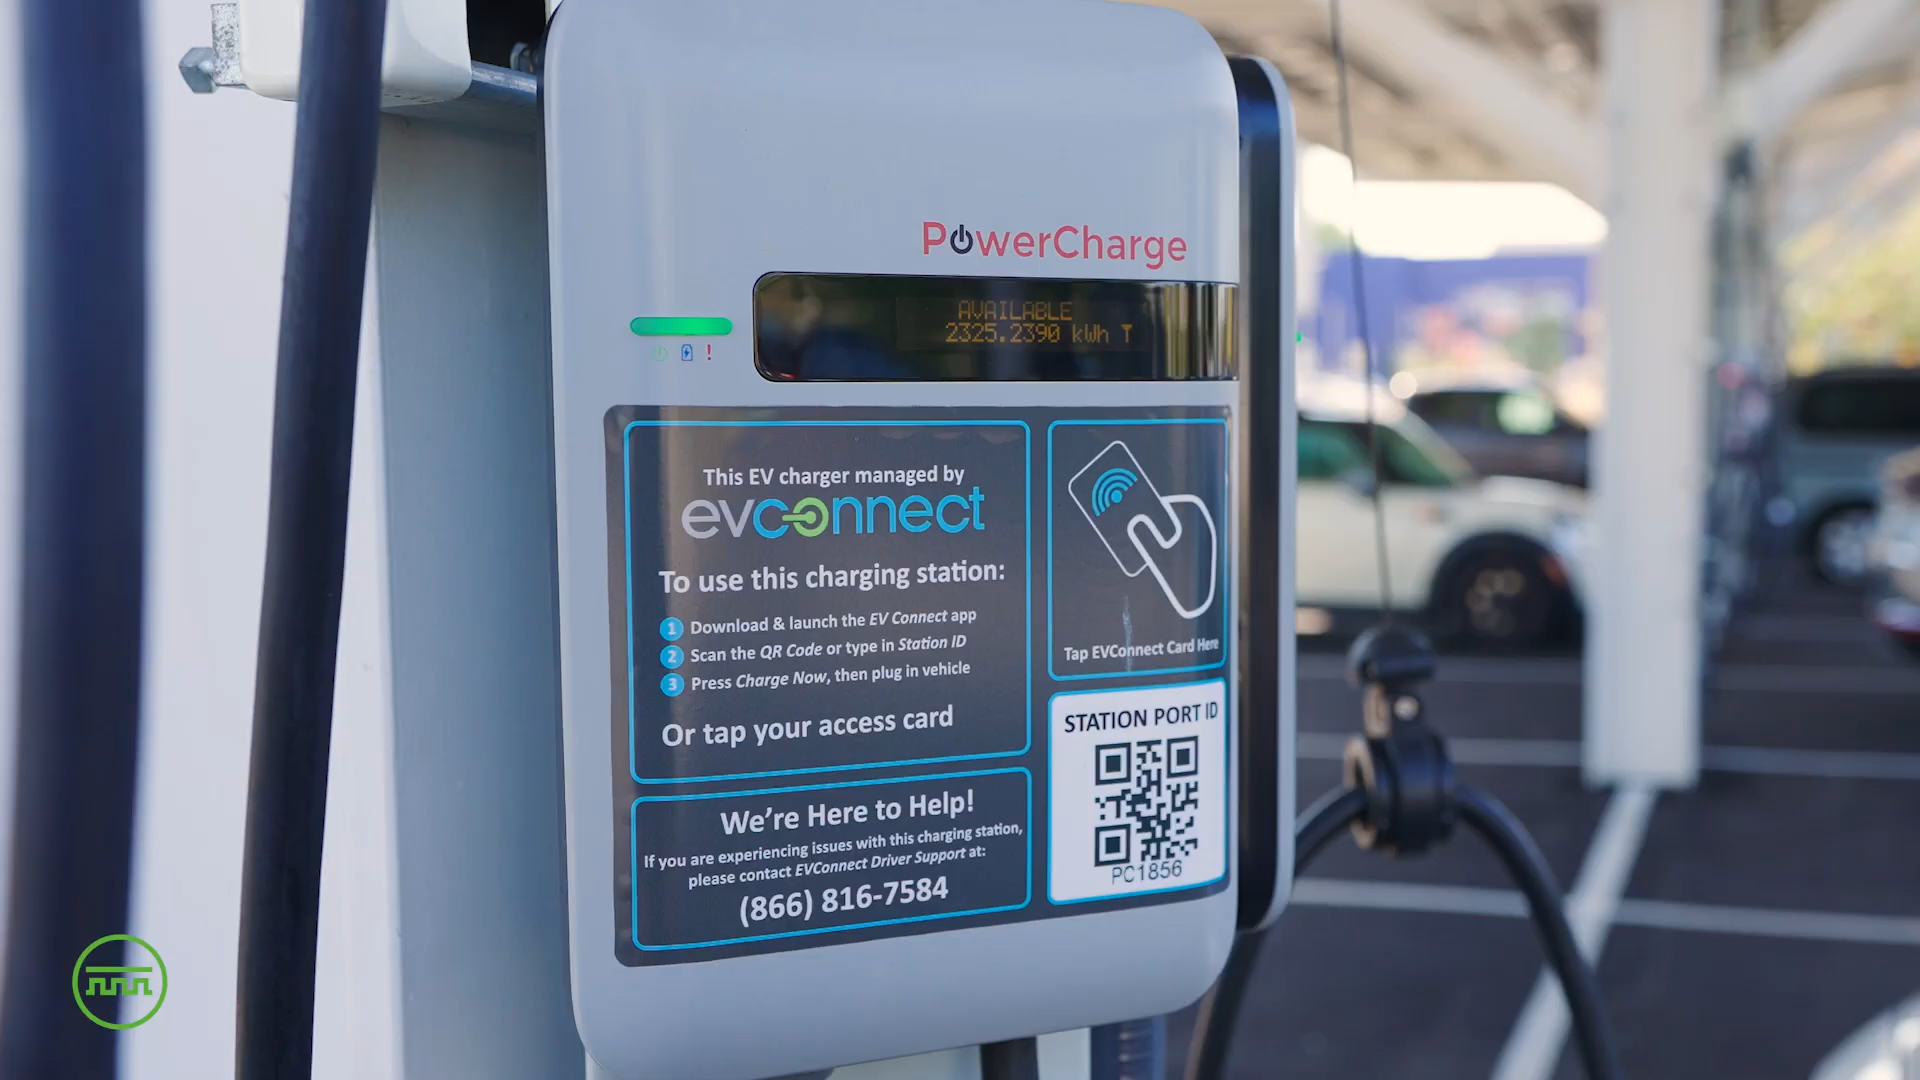 PowerCharge
AVAILABLE
2325.2390 kWh T
This EV charger managed by
evconnect
To use this charging station:
1 Download & launch the EV Connect app
2 Scan the QR Code or type in Station ID
3 Press Charge Now, then plug in vehicle
Or tap your access card
Tap EVConnect Card Here
We're Here to Help!
If you are experiencing issues with this charging station,
please contact EVConnect Driver Support at:
(866) 816-7584
STATION PORT ID
PC1856